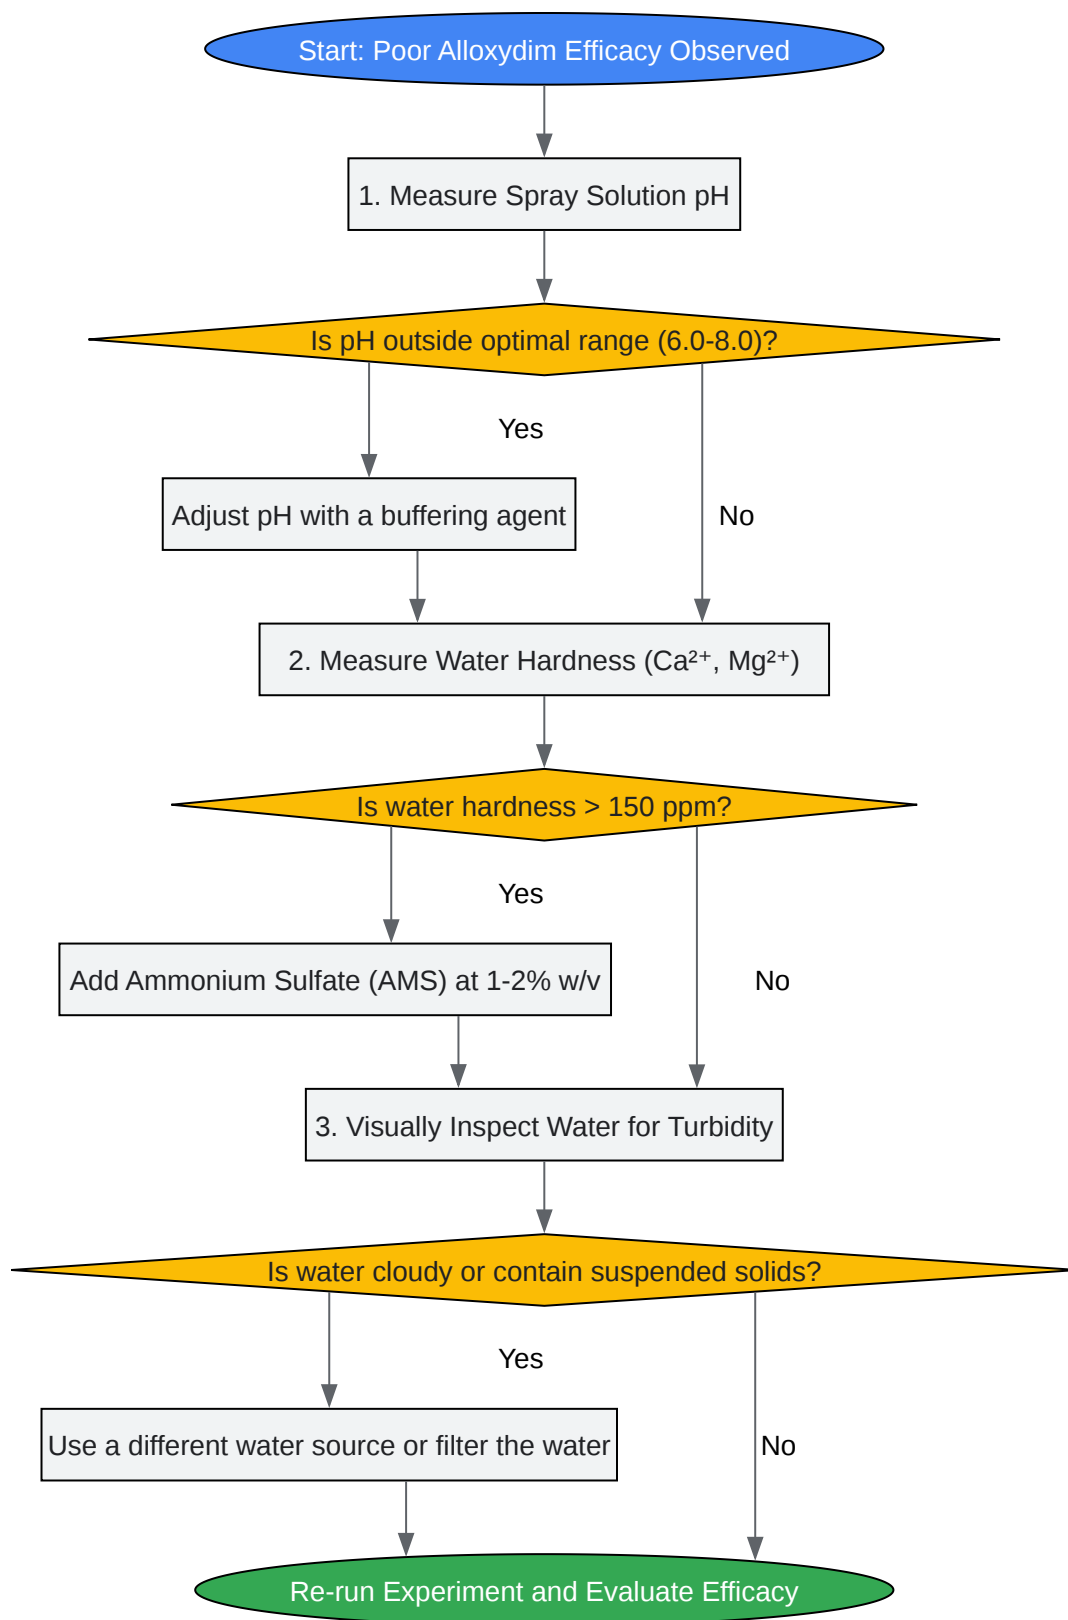 Start: Poor Alloxydim Efficacy Observed
1. Measure Spray Solution pH
Is pH outside optimal range (6.0-8.0)?
Yes
Adjust pH with a buffering agent
No
2. Measure Water Hardness (Ca²⁺, Mg²⁺)
Is water hardness > 150 ppm?
Yes
Add Ammonium Sulfate (AMS) at 1-2% w/v
No
3. Visually Inspect Water for Turbidity
Is water cloudy or contain suspended solids?
Yes
Use a different water source or filter the water
No
Re-run Experiment and Evaluate Efficacy